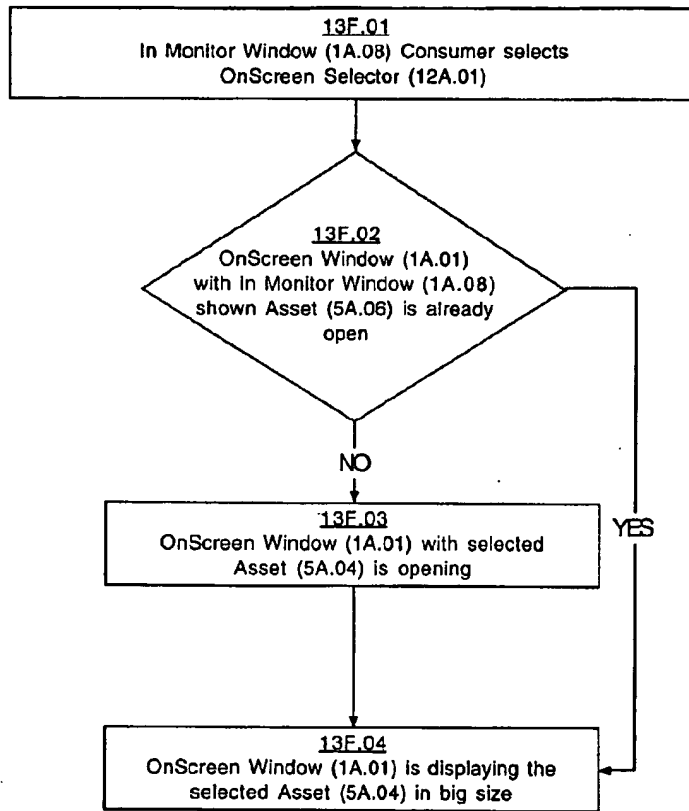 13F.01
In Monitor Window (1A.08) Consumer selects
OnScreen Selector (12A.01)
13F.02
OnScreen Window (1A.01)
with In Monitor Window (1A.08)
shown Asset (5A.06) is already
open
NO
YES
13F.03
OnScreen Window (1A.01) with selected
Asset (5A.04) is opening
13F.04
OnScreen Window (1A.01) is displaying the
selected Asset (5A.04) in big size